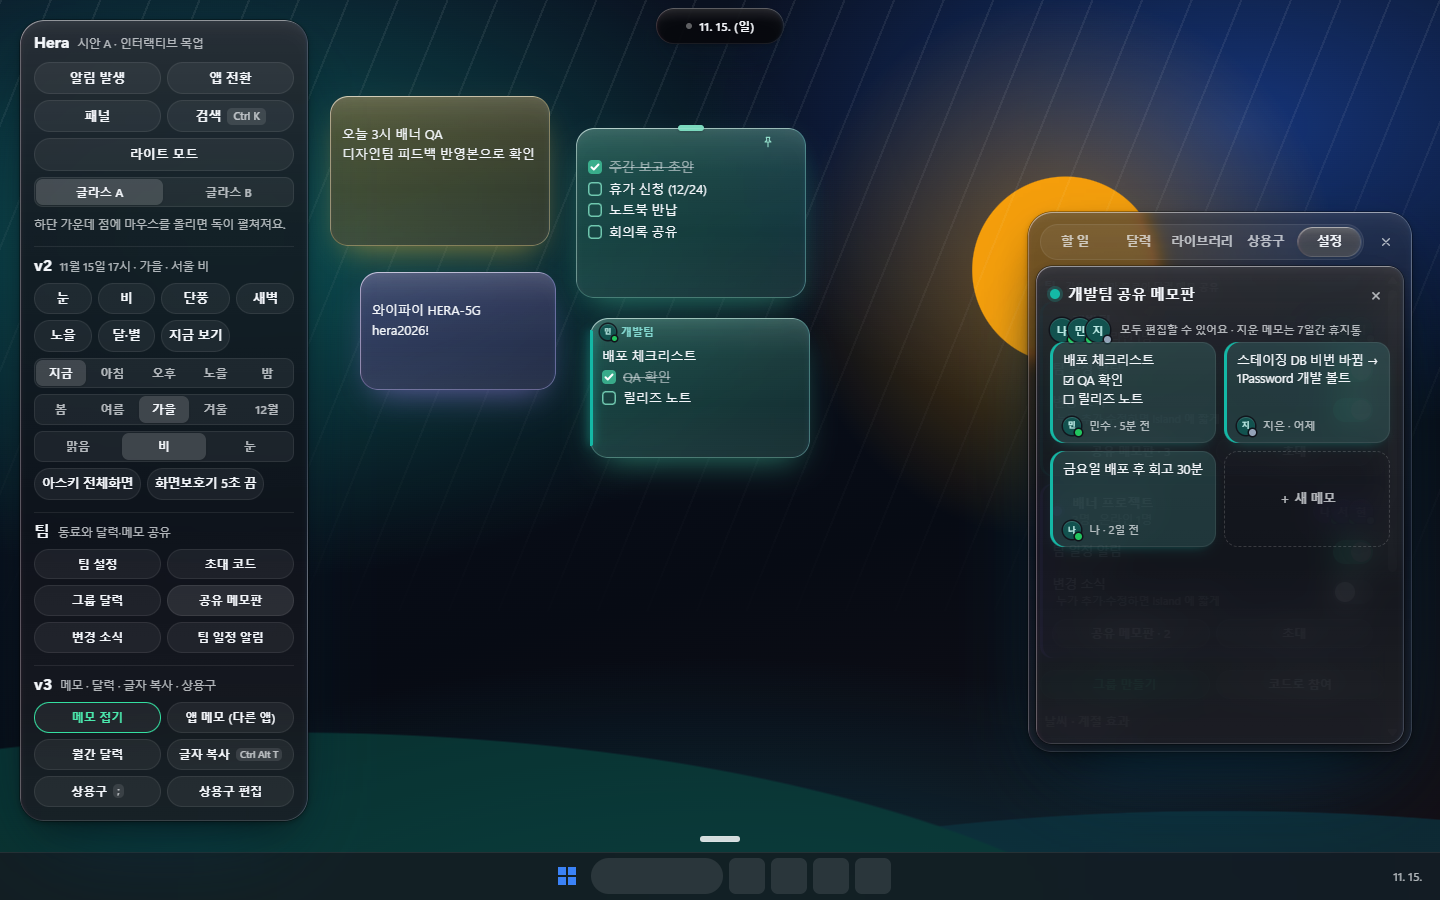 Hera 시안 A · 인터랙티브 목업
알림 발생
앱 전환
패널
검색 Ctrl K
라이트 모드
글라스 A
글라스 B
하단 가운데 점에 마우스를 올리면 독이 펼쳐져요.
v2 11월 15일 17시 · 가을 · 서울 비
눈
비
단풍
새벽
노을
달·별
지금 보기
지금
아침
오후
노을
밤
봄
여름
가을
겨울
12월
맑음
비
눈
아스키 전체화면
화면보호기 5초 끔
팀 동료와 달력·메모 공유
팀 설정
초대 코드
그룹 달력
공유 메모판
변경 소식
팀 일정 알림
v3 메모 · 달력 · 글자 복사 · 상용구
메모 접기
앱 메모 (다른 앱)
월간 달력
글자 복사 Ctrl Alt T
상용구 ;
상용구 편집
11. 15. (일)
오늘 3시 배너 QA
디자인팀 피드백 반영본으로 확인
주간 보고 초안
휴가 신청 (12/24)
노트북 반납
회의록 공유
와이파이 HERA-5G
hera2026!
민 개발팀
배포 체크리스트
QA 확인
릴리즈 노트
할 일
달력
라이브러리
상용구
설정
개발팀 공유 메모판
나 민 지 모두 편집할 수 있어요 · 지운 메모는 7일간 휴지통
배포 체크리스트
☑ QA 확인
☐ 릴리즈 노트
민 민수 · 5분 전
스테이징 DB 비번 바뀜 →
1Password 개발 볼트
지 지은 · 어제
금요일 배포 후 회고 30분
나 나 · 2일 전
+ 새 메모
변경 소식
11. 15.